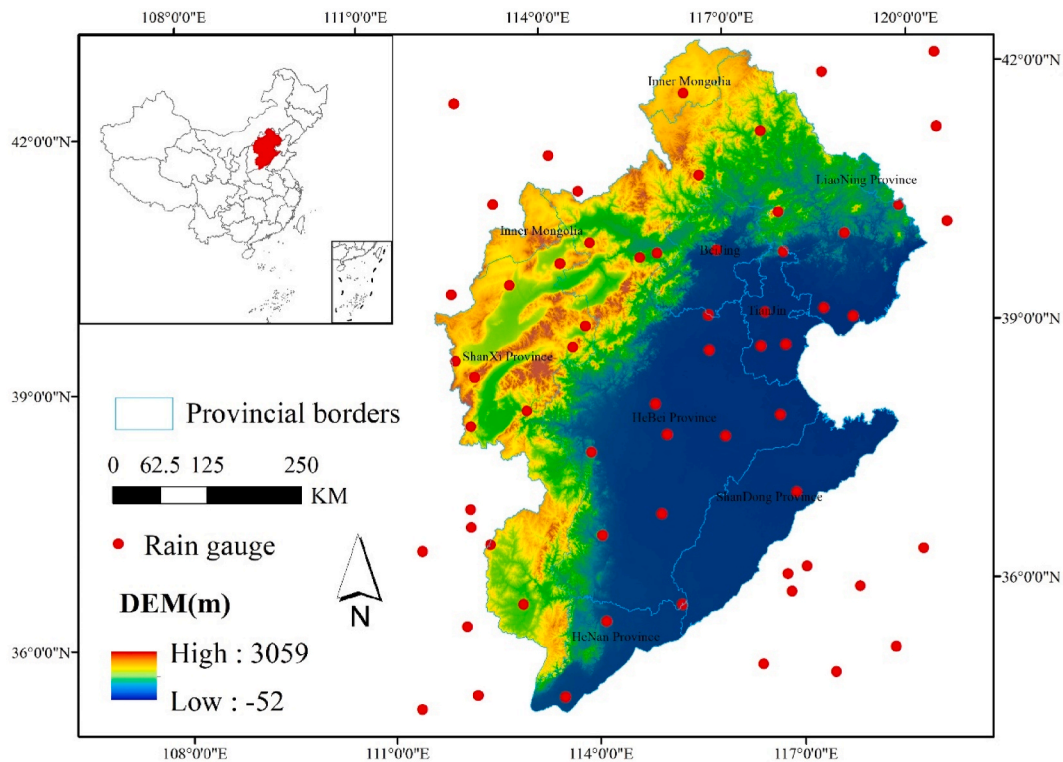 108°0'0"E 111°0'0"E 114°0'0"E 117°0'0"E 120°0'0"E
42°0'0"N
Inner Mongolia
42°0'0"N
LiaoNing Province
Inner Mongolia
BeiJing
TianJin
39°0'0"N
ShanXi Province
39°0'0"N
Provincial borders
HeBei Province
0 62.5 125 250
KM
ShanDong Province
Rain gauge
N
36°0'0"N
DEM(m)
HeNan Province
High : 3059
36°0'0"N
Low : -52
108°0'0"E 111°0'0"E 114°0'0"E 117°0'0"E